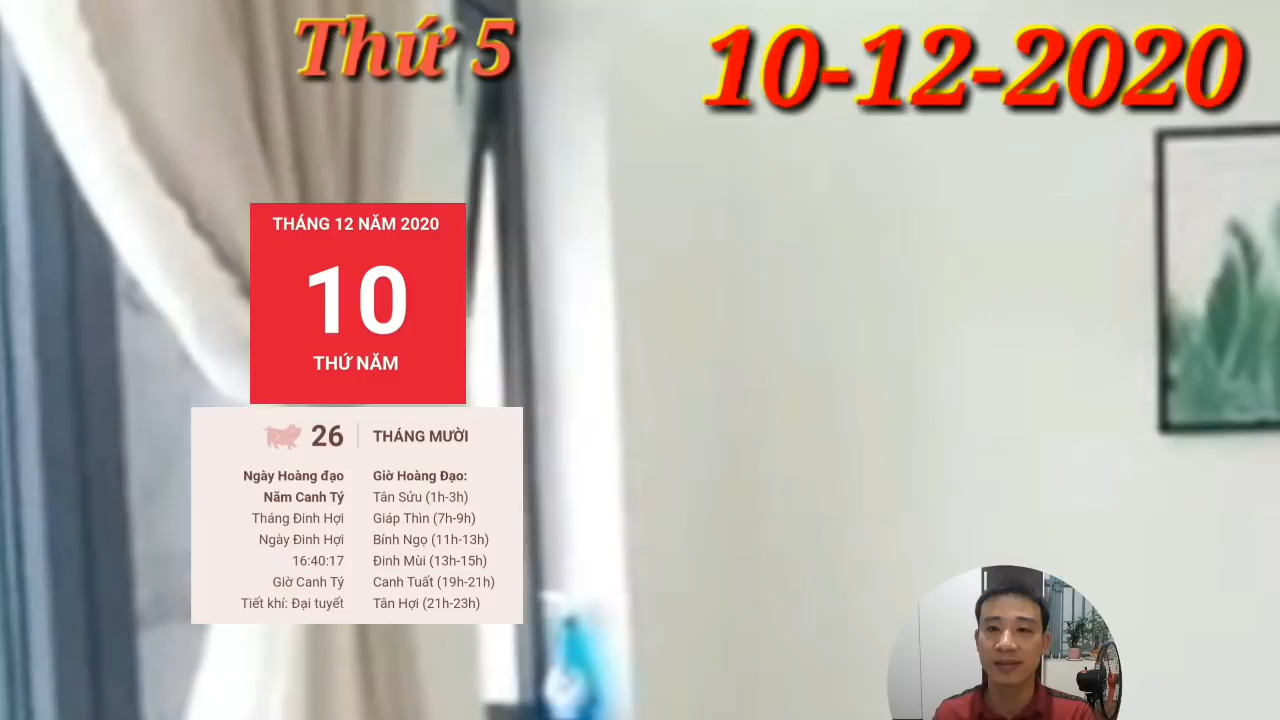 Thứ 5
10-12-2020
THÁNG 12 NĂM 2020
10
THỨ NĂM
26
THÁNG MƯỜI
Ngày Hoàng đạo
Năm Canh Tý
Tháng Đinh Hợi
Ngày Đinh Hợi
16:40:17
Giờ Canh Tý
Tiết khí: Đại tuyết
Giờ Hoàng Đạo:
Tân Sửu (1h-3h)
Giáp Thìn (7h-9h)
Bính Ngọ (11h-13h)
Đinh Mùi (13h-15h)
Canh Tuất (19h-21h)
Tân Hợi (21h-23h)